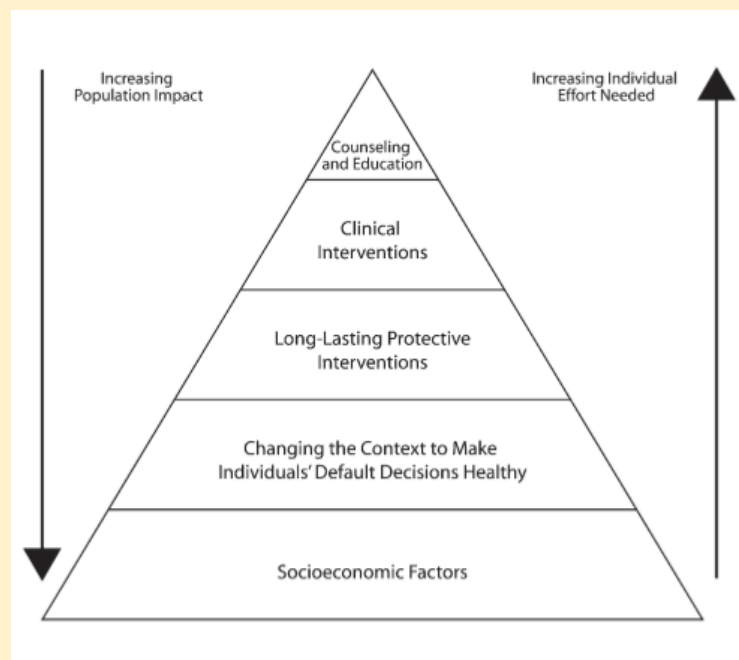 Increasing
Population Impact
Increasing Individual
Effort Needed
Counseling
and Education
Clinical
Interventions
Long-Lasting Protective
Interventions
Changing the Context to Make
Individuals’ Default Decisions Healthy
Socioeconomic Factors